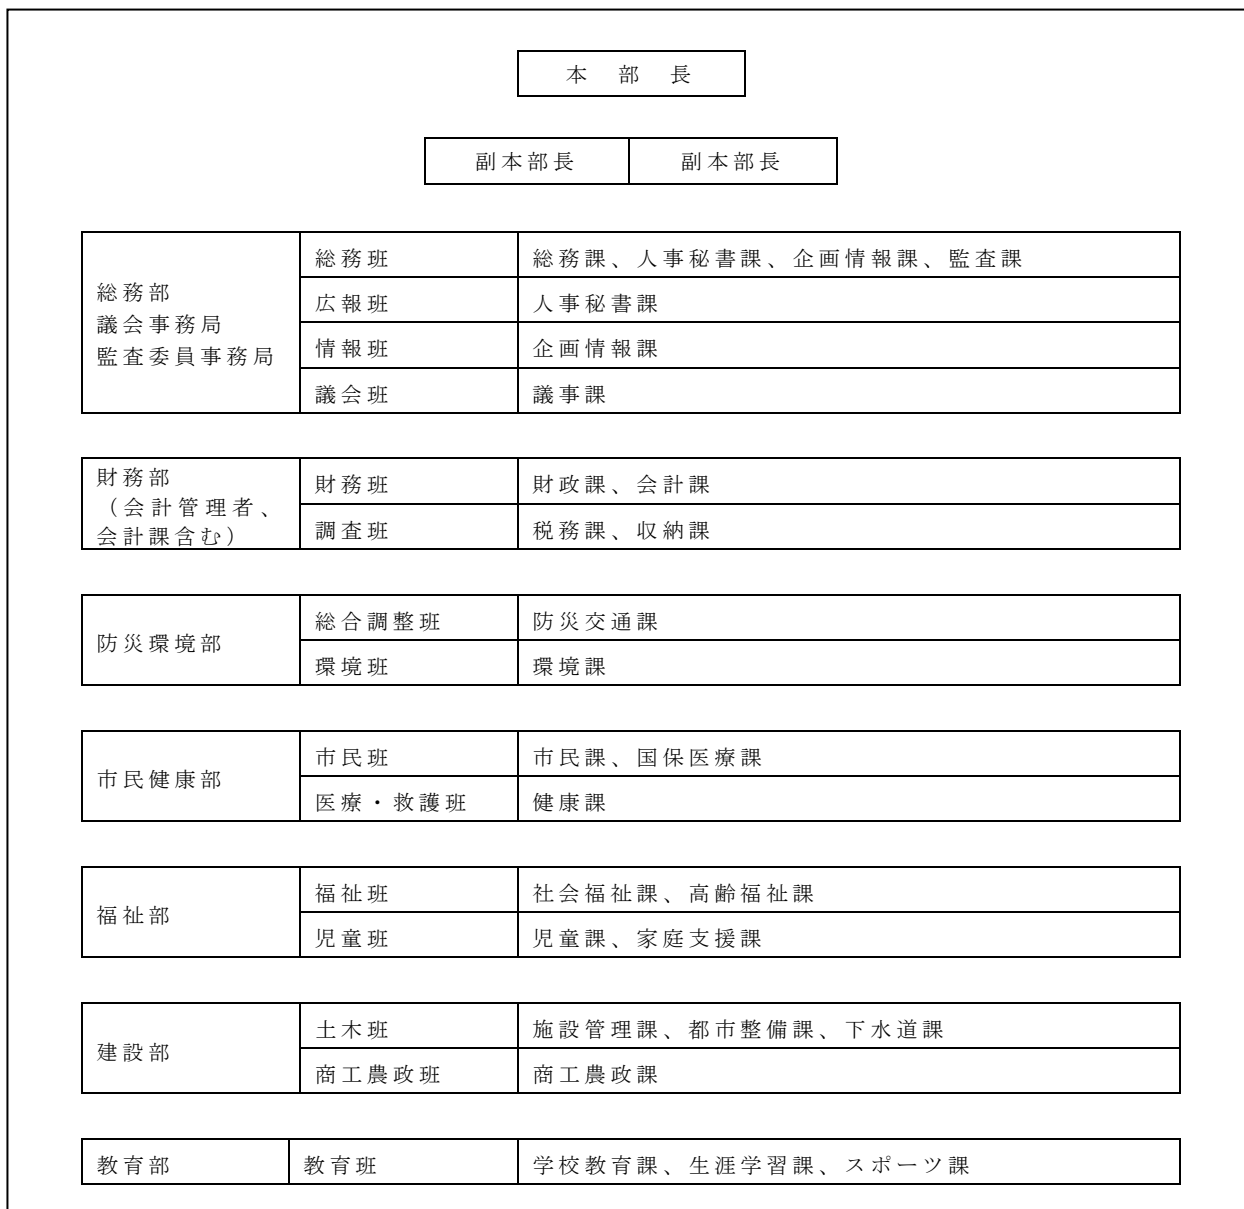 本 部 長
副本部長 副本部長
総務部
議会事務局
監査委員事務局
総務班 総務課、人事秘書課、企画情報課、監査課
広報班 人事秘書課
情報班 企画情報課
議会班 議事課
財務部
（会計管理者、
会計課含む）
財務班 財政課、会計課
調査班 税務課、収納課
防災環境部
総合調整班 防災交通課
環境班 環境課
市民健康部
市民班 市民課、国保医療課
医療・救護班 健康課
福祉部
福祉班 社会福祉課、高齢福祉課
児童班 児童課、家庭支援課
建設部
土木班 施設管理課、都市整備課、下水道課
商工農政班 商工農政課
教育部 教育班 学校教育課、生涯学習課、スポーツ課